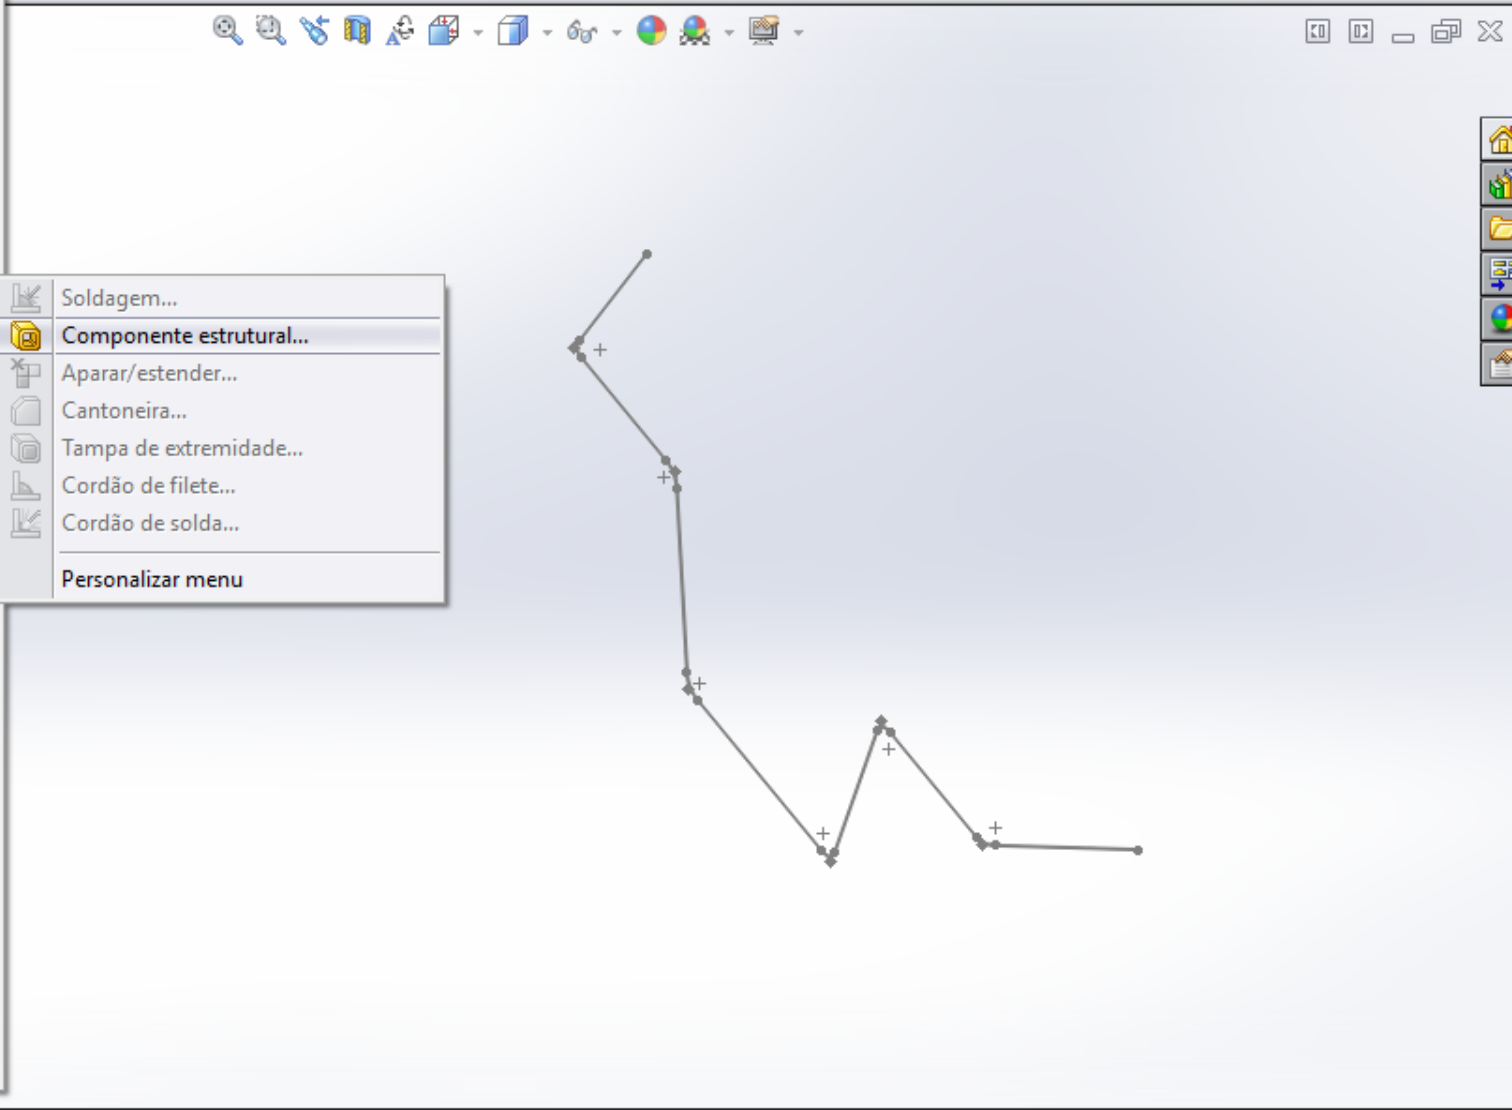 Soldagem...
Componente estrutural...
Aparar/estender...
Cantoneira...
Tampa de extremidade...
Cordão de filete...
Cordão de solda...
Personalizar menu